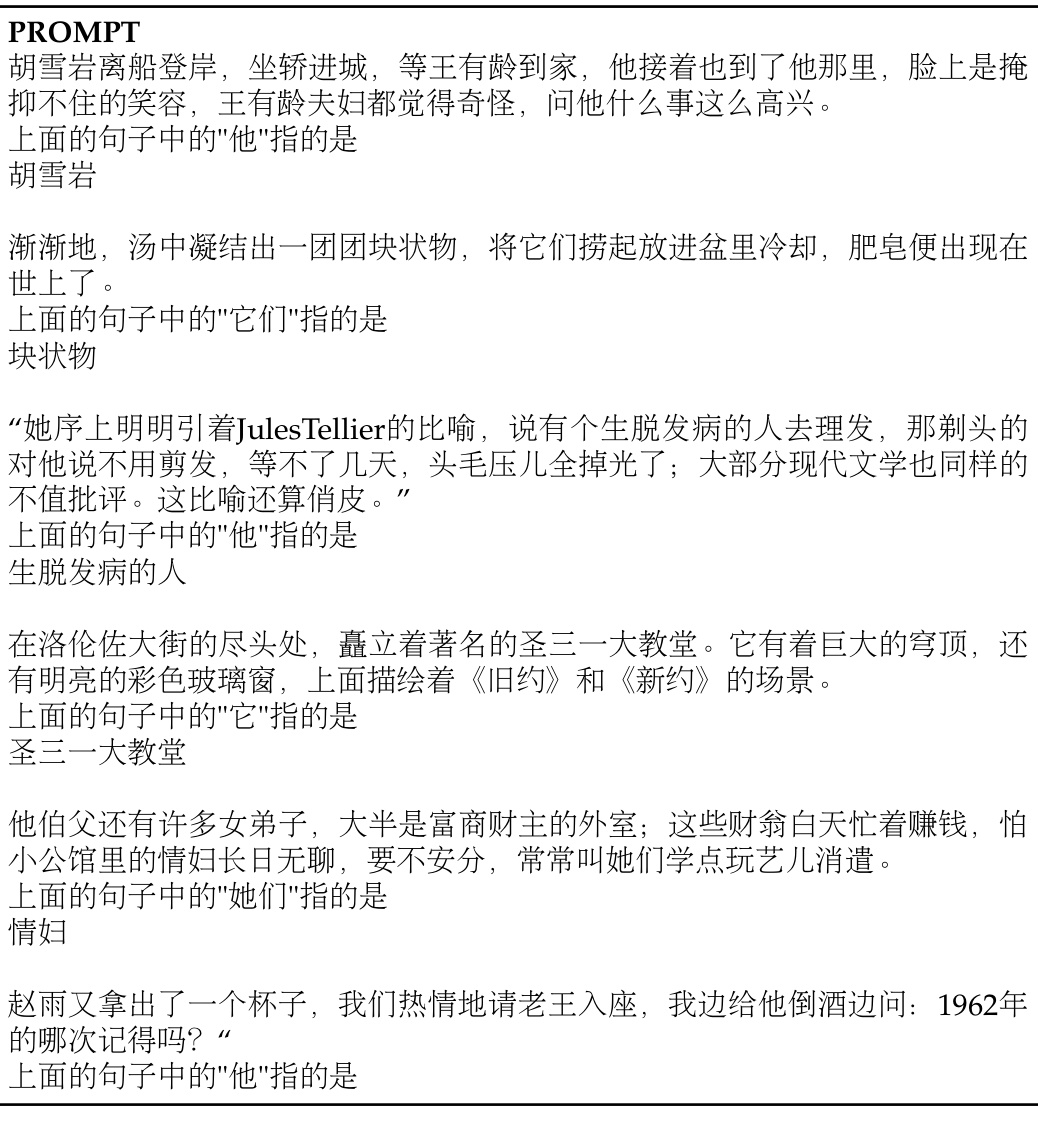 PROMPT
胡雪岩离船登岸，坐轿进城，等王有龄到家，他接着也到了他那里，脸上是掩
抑不住的笑容，王有龄夫妇都觉得奇怪，问他什么事这么高兴。
上面的句子中的"他"指的是
胡雪岩
渐渐地，汤中凝结出一团团块状物，将它们捞起放进盆里冷却，肥皂便出现在
世上了。
上面的句子中的"它们"指的是
块状物
“她序上明明引着JulesTellier的比喻，说有个生脱发病的人去理发，那剃头的
对他说不用剪发，等不了几天，头毛压儿全掉光了；大部分现代文学也同样的
不值批评。这比喻还算俏皮。”
上面的句子中的"他"指的是
生脱发病的人
在洛伦佐大街的尽头处，矗立着著名的圣三一大教堂。它有着巨大的穹顶，还
有明亮的彩色玻璃窗，上面描绘着《旧约》和《新约》的场景。
上面的句子中的"它"指的是
圣三一大教堂
他伯父还有许多女弟子，大半是富商财主的外室；这些财翁白天忙着赚钱，怕
小公馆里的情妇长日无聊，要不安分，常常叫她们学点玩艺儿消遣。
上面的句子中的"她们"指的是
情妇
赵雨又拿出了一个杯子，我们热情地请老王入座，我边给他倒酒边问：1962年
的哪次记得吗？“
上面的句子中的"他"指的是